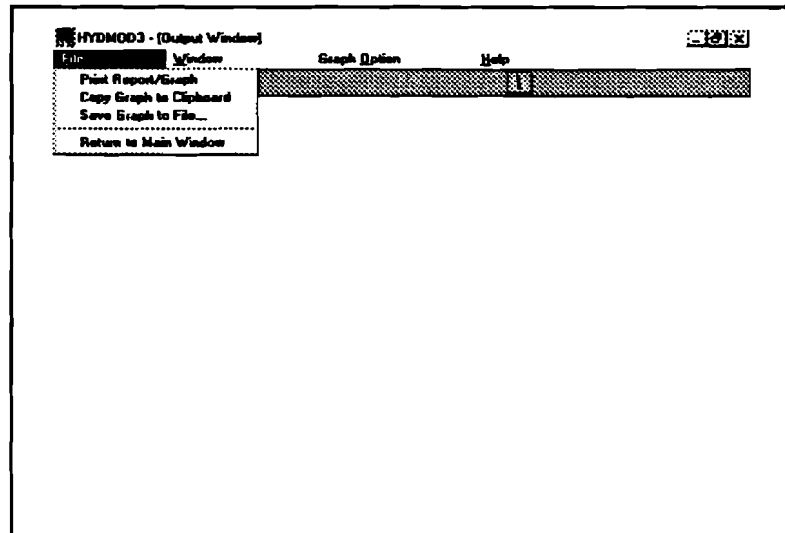 HYDMOD3 - [Output Window]
File Window Graph Option Help
Print Report/Graph
Copy Graph to Clipboard
Save Graph to File...
Return to Main Window